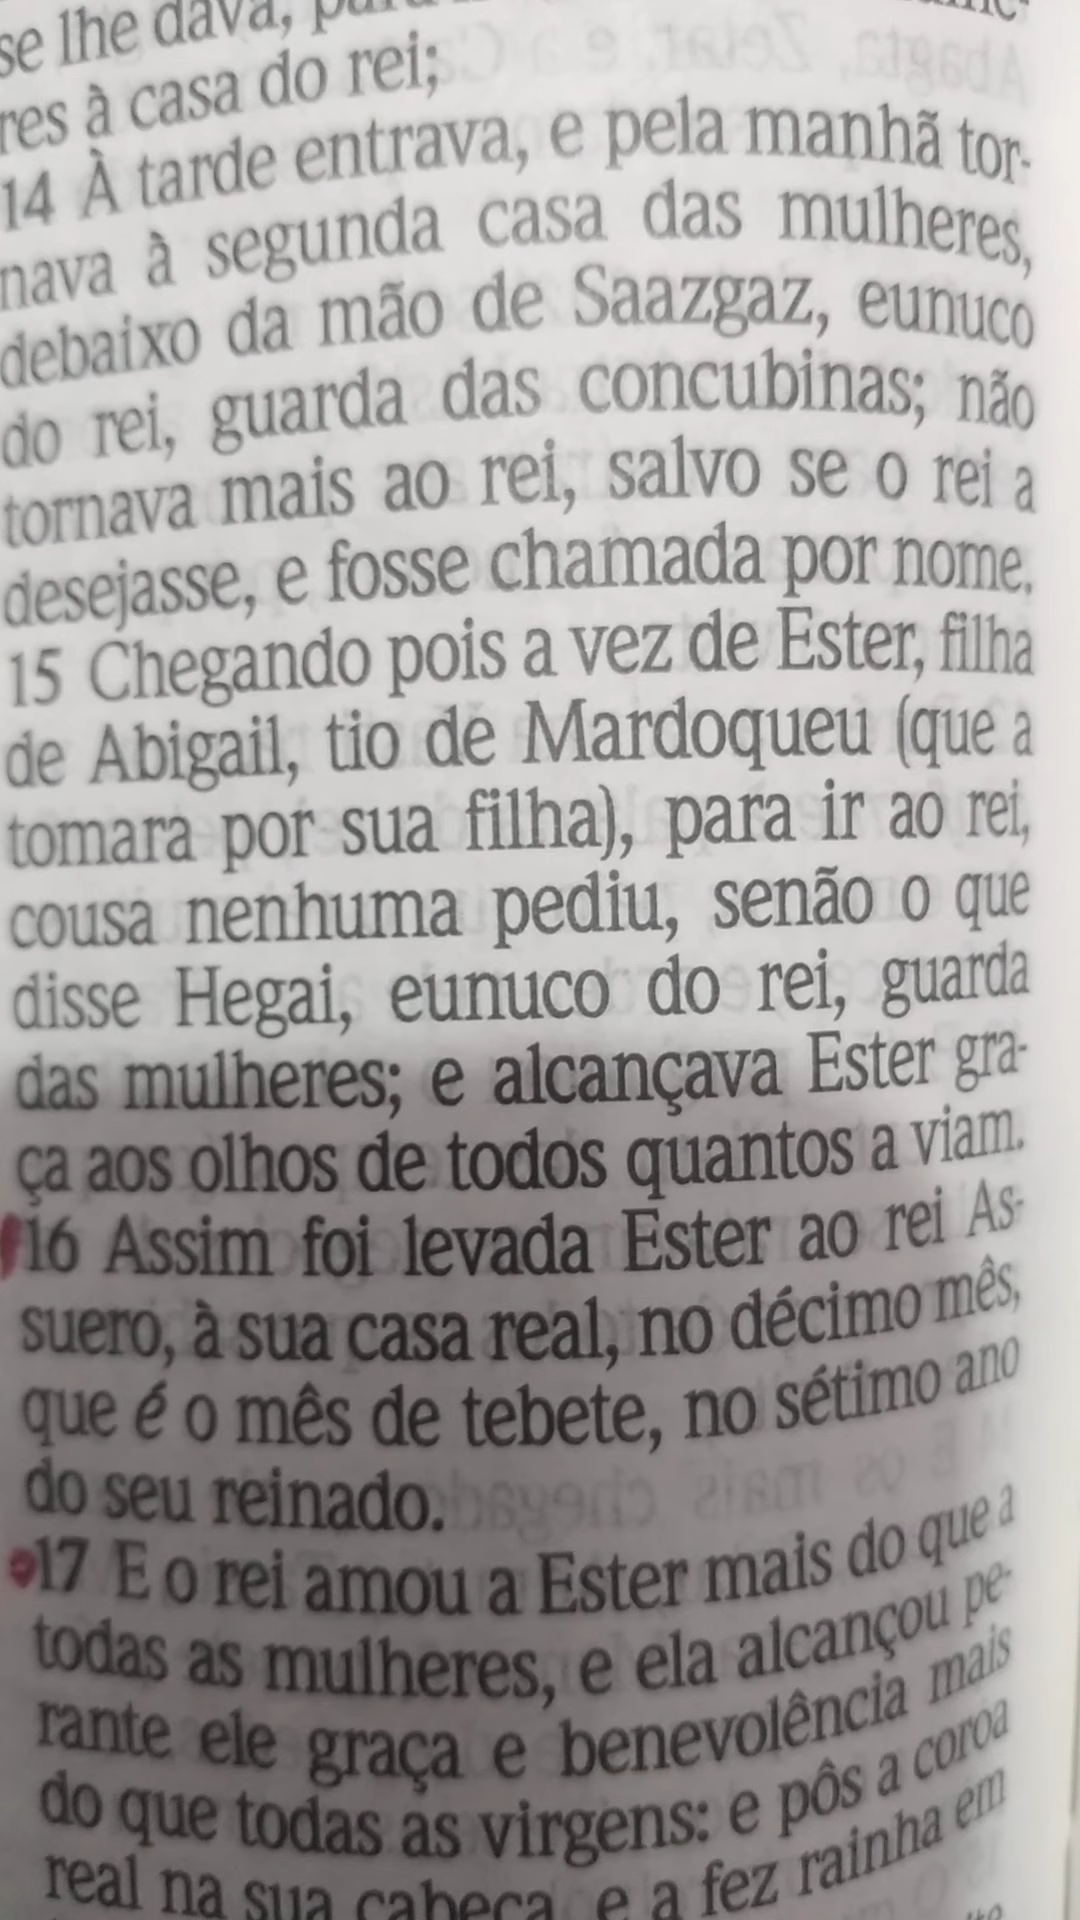 se lhe dava,
res à casa do rei;
14 À tarde entrava, e pela manhã tor-
nava à segunda casa das mulheres,
debaixo da mão de Saazgaz, eunuco
do rei, guarda das concubinas; não
tornava mais ao rei, salvo se o rei a
desejasse, e fosse chamada por nome.
15 Chegando pois a vez de Ester, filha
de Abigail, tio de Mardoqueu (que a
tomara por sua filha), para ir ao rei,
cousa nenhuma pediu, senão o que
disse Hegai, eunuco do rei, guarda
das mulheres; e alcançava Ester gra-
ça aos olhos de todos quantos a viam.
16 Assim foi levada Ester ao rei As-
suero, à sua casa real, no décimo mês,
que é o mês de tebete, no sétimo ano
do seu reinado.
17 E o rei amou a Ester mais do que a
todas as mulheres, e ela alcançou pe-
rante ele graça e benevolência mais
do que todas as virgens: e pôs a coroa
real na sua cabeça, e a fez rainha em